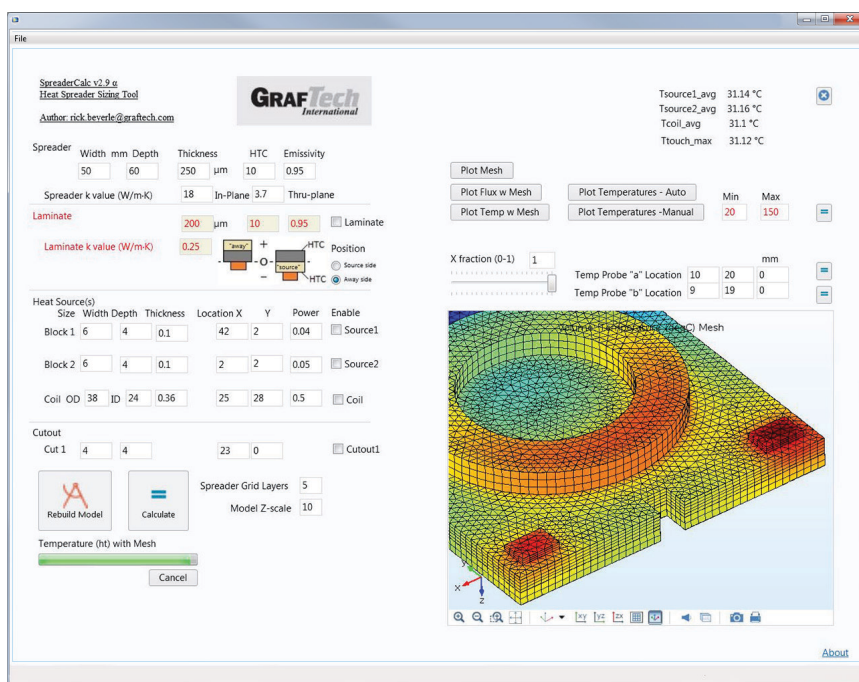 File
SpreaderCalc v2.9 α
Heat Spreader Sizing Tool
Author: rick.beyerle@graftech.com
GRAFTech
International
Tsource1_avg 31.14 °C
Tsource2_avg 31.16 °C
Tcoil_avg 31.1 °C
Ttouch_max 31.12 °C
Spreader
Width mm Depth Thickness HTC Emissivity
50 60 250 μm 10 0.95
Spreader k value (W/m-K) 18 In-Plane 3.7 Thru-plane
Laminate
200 μm 10 0.95 Laminate
Laminate k value (W/m-K) 0.25
"away" + HTC Position
O Source side
"source" − HTC Away side
Plot Mesh
Plot Flux w Mesh Plot Temperatures - Auto Min Max
Plot Temp w Mesh Plot Temperatures -Manual 20 150 =
X fraction (0-1) 1
mm
Temp Probe "a" Location 10 20 0 =
Temp Probe "b" Location 9 19 0 =
Heat Source(s)
Size Width Depth Thickness Location X Y Power Enable
Block 1 6 4 0.1 42 2 0.04 Source1
Block 2 6 4 0.1 2 2 0.05 Source2
Coil OD 38 ID 24 0.36 25 28 0.5 Coil
Cutout
Cut 1 4 4 23 0 Cutout1
Rebuild Model
=
Calculate
Spreader Grid Layers 5
Model Z-scale 10
Temperature (ht) with Mesh
Cancel
(degC) Mesh
y
x
z
xy yz zx
About